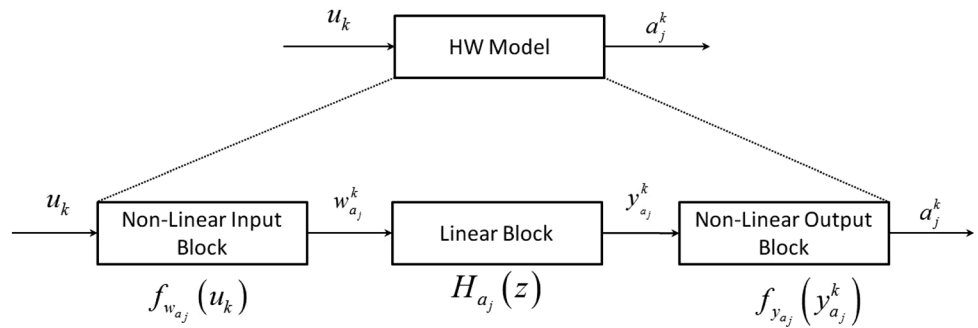 u_k
HW Model
a_j^k
u_k
Non-Linear Input
Block
w_{a_j}^k
Linear Block
y_{a_j}^k
Non-Linear Output
Block
a_j^k
f_{w_{a_j}}(u_k)
H_{a_j}(z)
f_{y_{a_j}}(y_{a_j}^k)